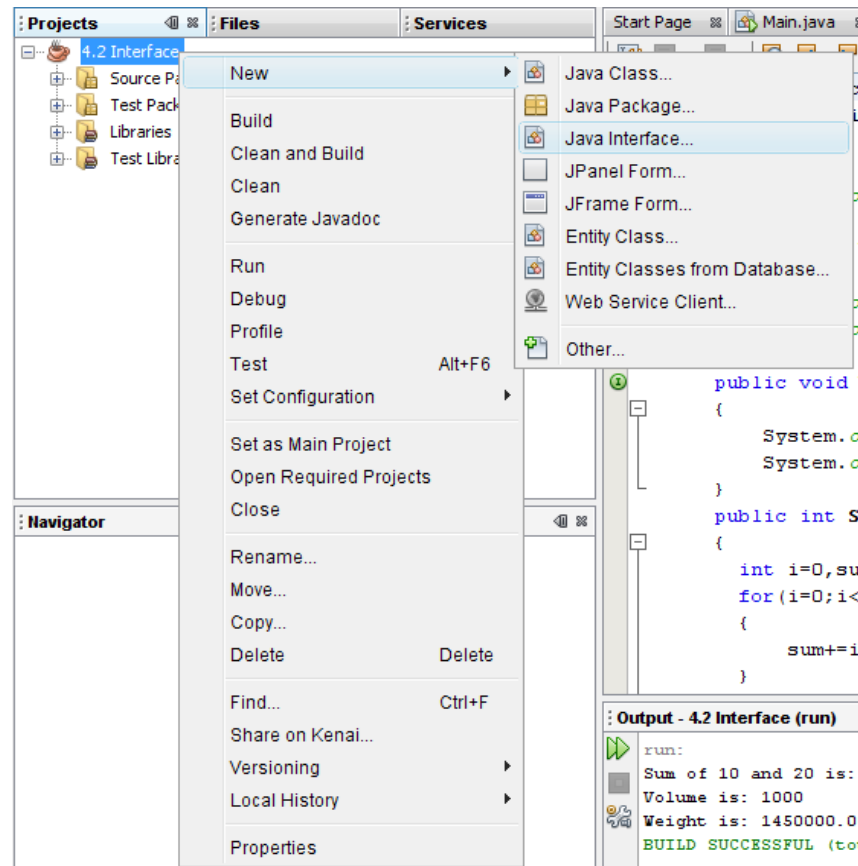 Projects
Files
Services
4.2 Interface
Source Pa
Test Pack
Libraries
Test Libra
New
Build
Clean and Build
Clean
Generate Javadoc
Run
Debug
Profile
Test Alt+F6
Set Configuration
Set as Main Project
Open Required Projects
Close
Rename...
Move...
Copy...
Delete Delete
Find... Ctrl+F
Share on Kenai...
Versioning
Local History
Properties
Java Class...
Java Package...
Java Interface...
JPanel Form...
JFrame Form...
Entity Class...
Entity Classes from Database...
Web Service Client...
Other...
Navigator
Start Page
Main.java
public void
{
System.
System.
}
public int S
{
int i=0,su
for(i=0;i<
{
sum+=i
}
Output - 4.2 Interface (run)
run:
Sum of 10 and 20 is:
Volume is: 1000
Weight is: 1450000.0
BUILD SUCCESSFUL (to